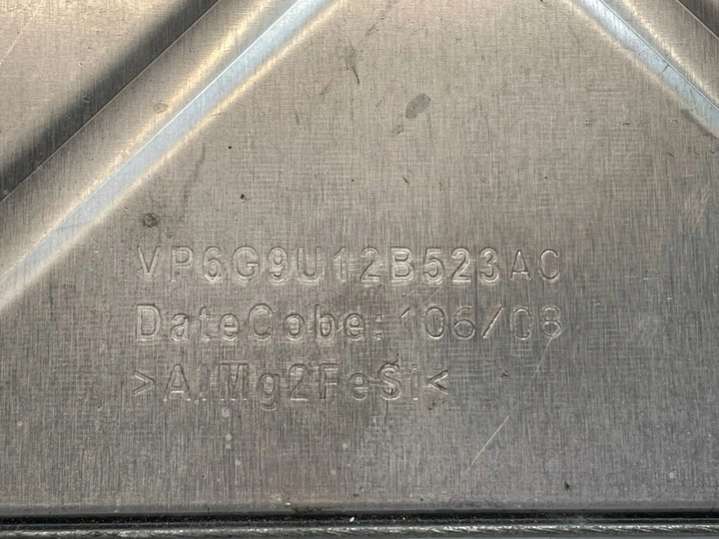 VP6G9U12B523AC
DateCobe: 106/08
>AlMg2FeSi<